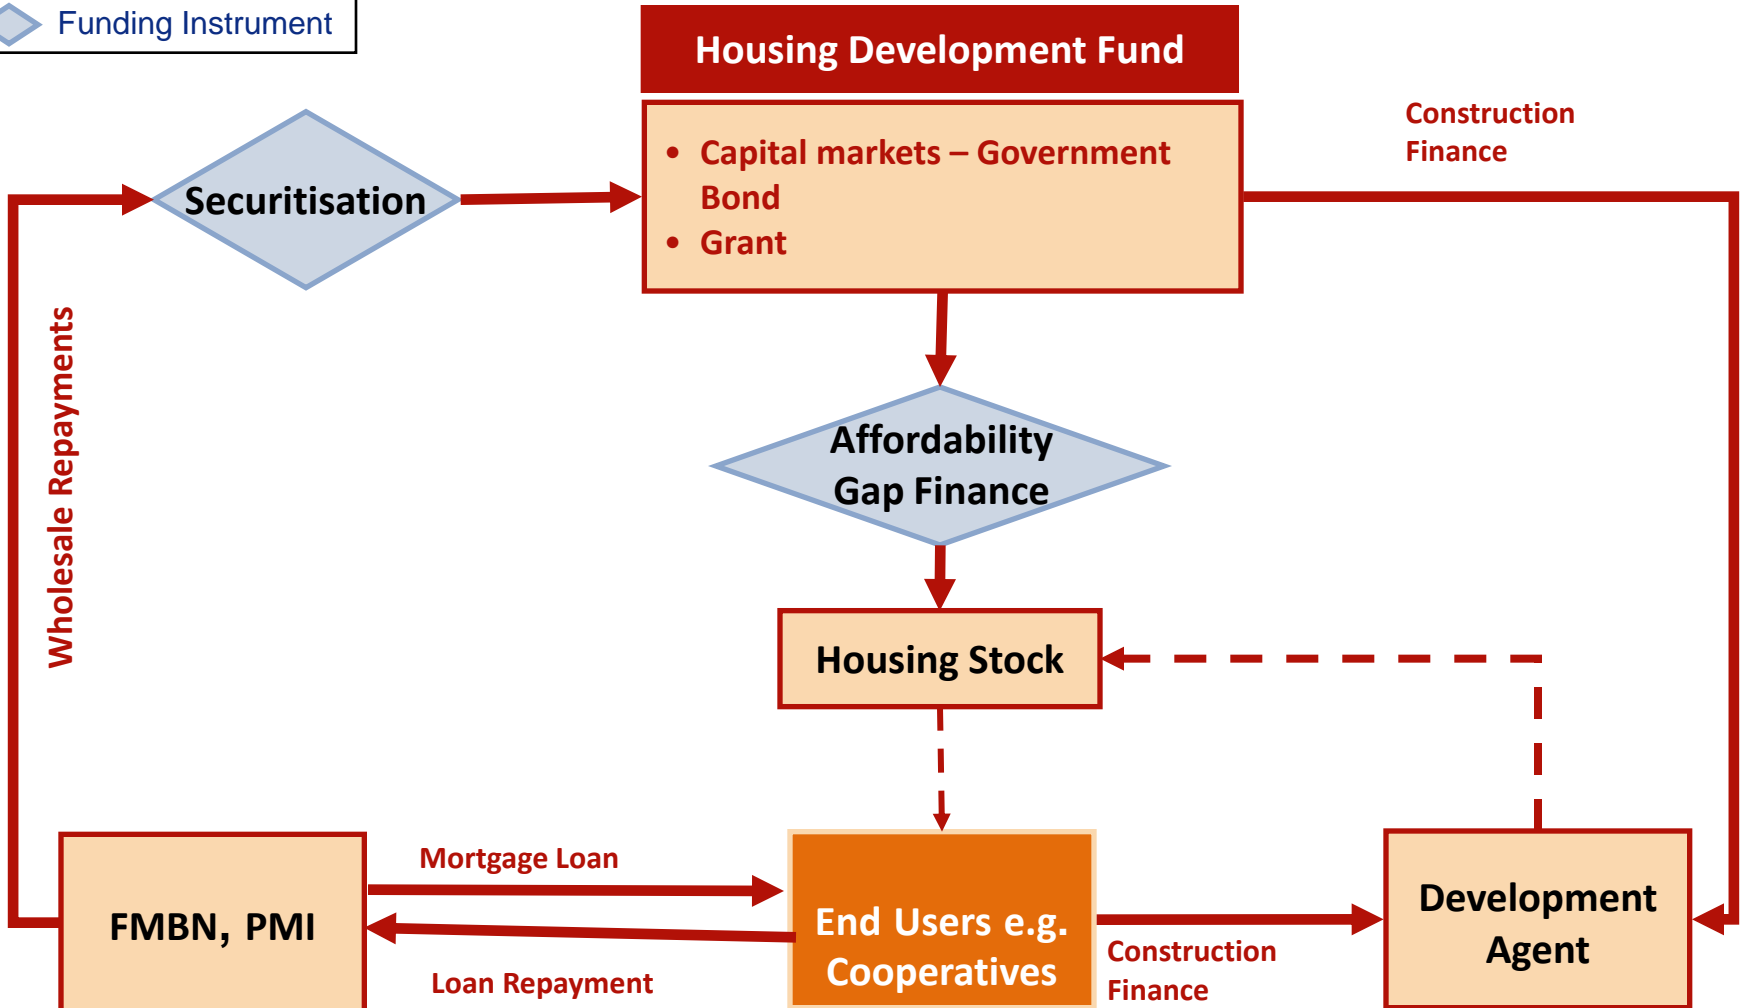 Funding Instrument
Housing Development Fund
Construction
Finance
• Capital markets – Government
Bond
• Grant
Securitisation
Wholesale Repayments
Affordability
Gap Finance
Housing Stock
Mortgage Loan
FMBN, PMI
Loan Repayment
End Users e.g.
Cooperatives
Construction
Finance
Development
Agent